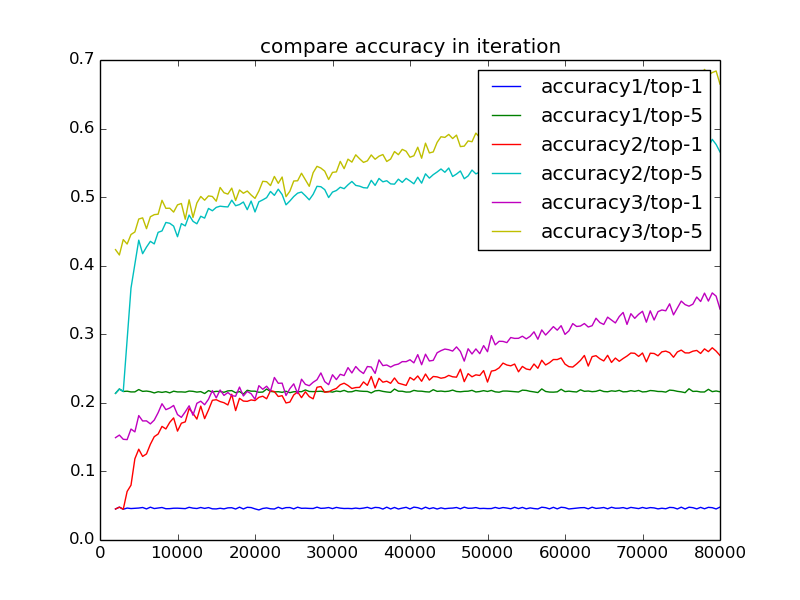 compare accuracy in iteration
0.7
0.6
0.5
0.4
0.3
0.2
0.1
0.0
accuracy1/top-1
accuracy1/top-5
accuracy2/top-1
accuracy2/top-5
accuracy3/top-1
accuracy3/top-5
0 10000 20000 30000 40000 50000 60000 70000 80000